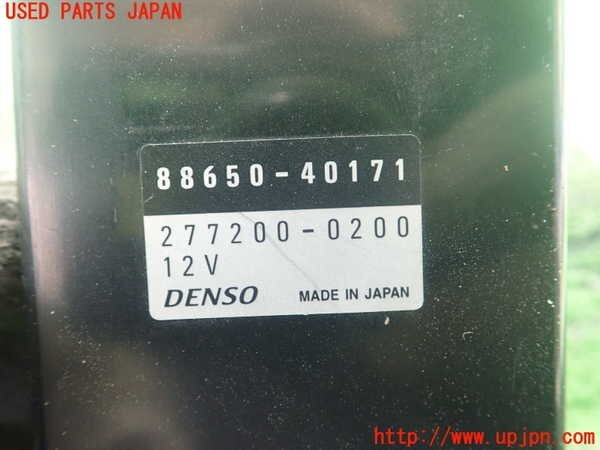 USED PARTS JAPAN
88650-40171
277200-0200
12V
DENSO MADE IN JAPAN
http://www.upjpn.com/